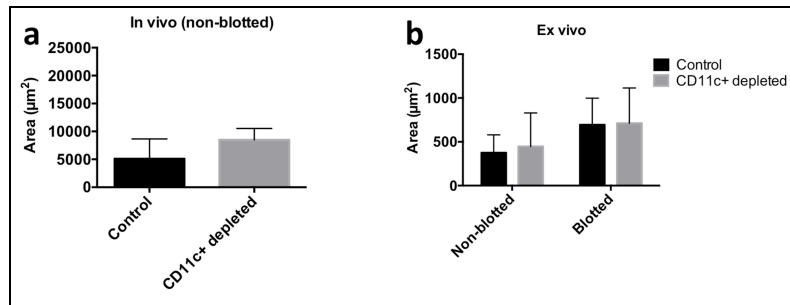 a
In vivo (non-blotted)
Area (µm²)
25000
20000
15000
10000
5000
0
Control
CD11c+ depleted
b
Ex vivo
Area (µm²)
1500
1000
500
0
Non-blotted
Blotted
Control
CD11c+ depleted